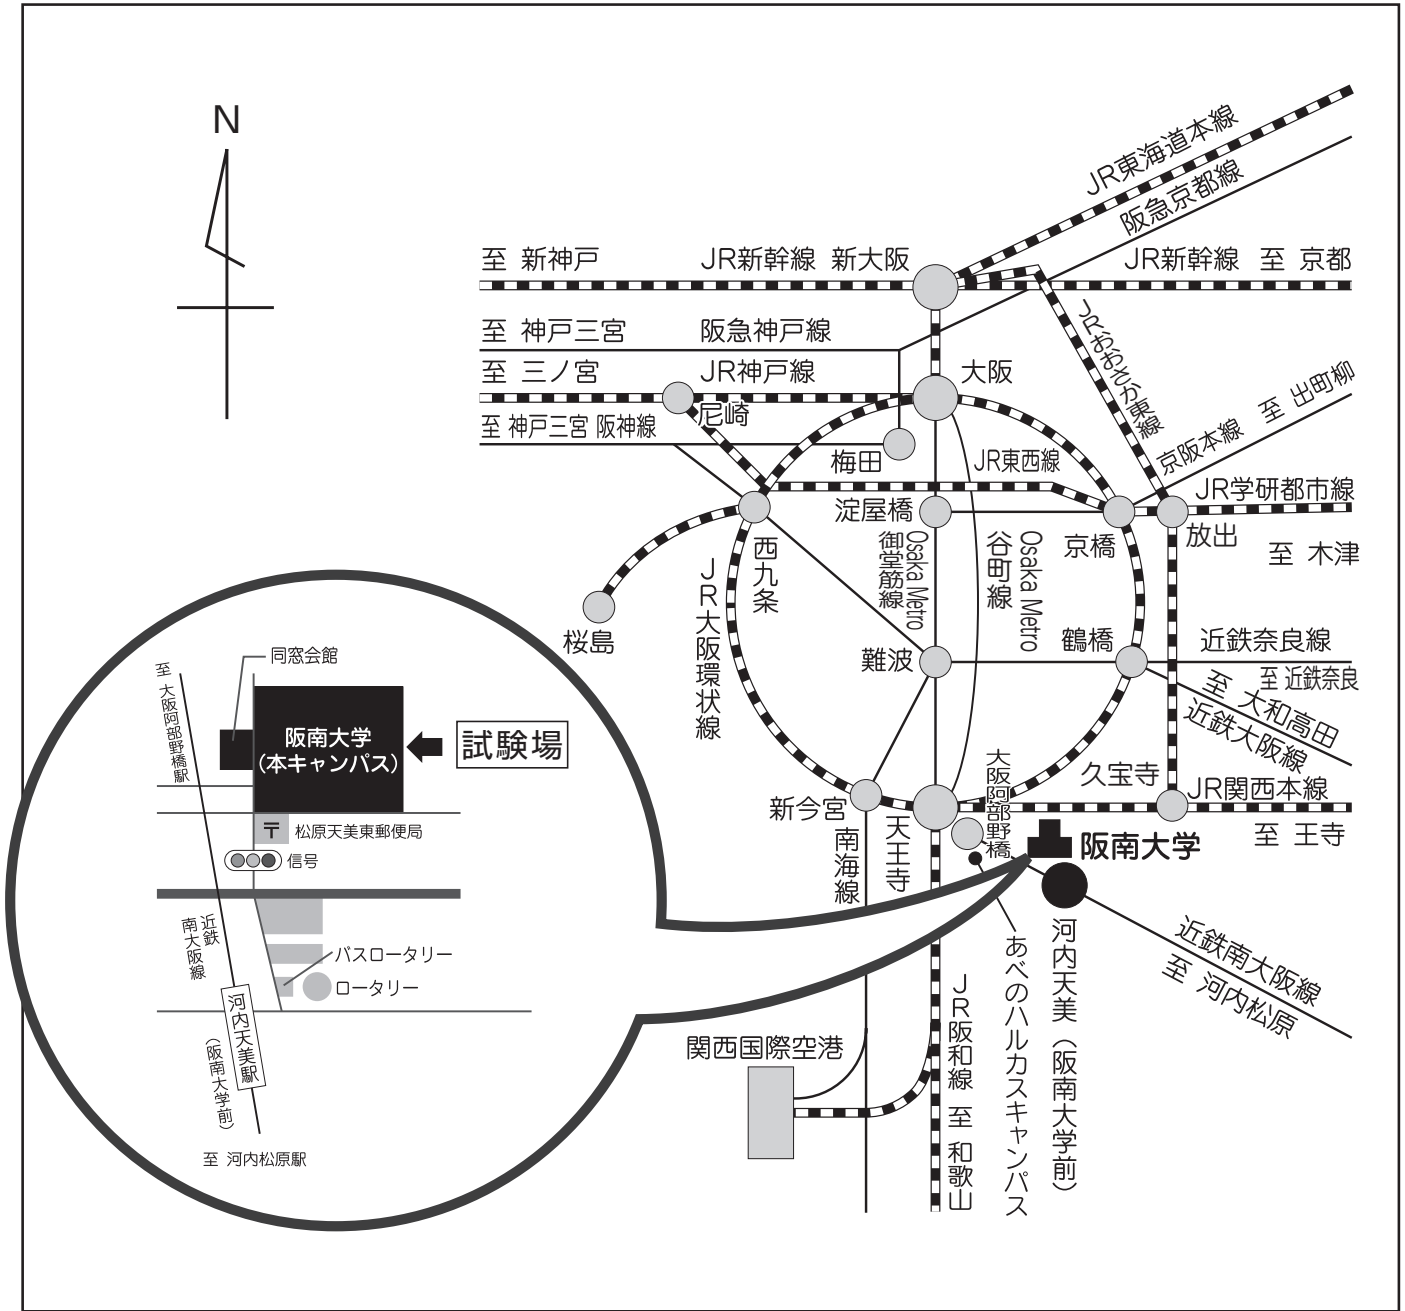 N
JR東海道本線
阪急京都線
至 新神戸
JR新幹線
新大阪
JR新幹線
至 京都
至 神戸三宮
阪急神戸線
JRおおさか東線
至 三ノ宮
JR神戸線
大阪
尼崎
至 神戸三宮
阪神線
梅田
JR東西線
京阪本線
至 出町柳
JR学研都市線
淀屋橋
京橋
放出
至 木津
西九条
JR大阪環状線
御堂筋線
Osaka Metro
谷町線
Osaka Metro
桜島
難波
鶴橋
近鉄奈良線
至 近鉄奈良
至 大和高田
近鉄大阪線
久宝寺
JR関西本線
至 王寺
新今宮
南海線
天王寺
大阪阿部野橋
阪南大学
河内天美(阪南大学前)
あべのハルカスキャンパス
近鉄南大阪線
至 河内松原
JR阪和線
至 和歌山
関西国際空港
同窓会館
至 大阪阿部野橋駅
阪南大学
(本キャンパス)
試験場
〒
松原天美東郵便局
信号
近鉄
南大阪線
バスロータリー
ロータリー
河内天美駅
(阪南大学前)
至 河内松原駅